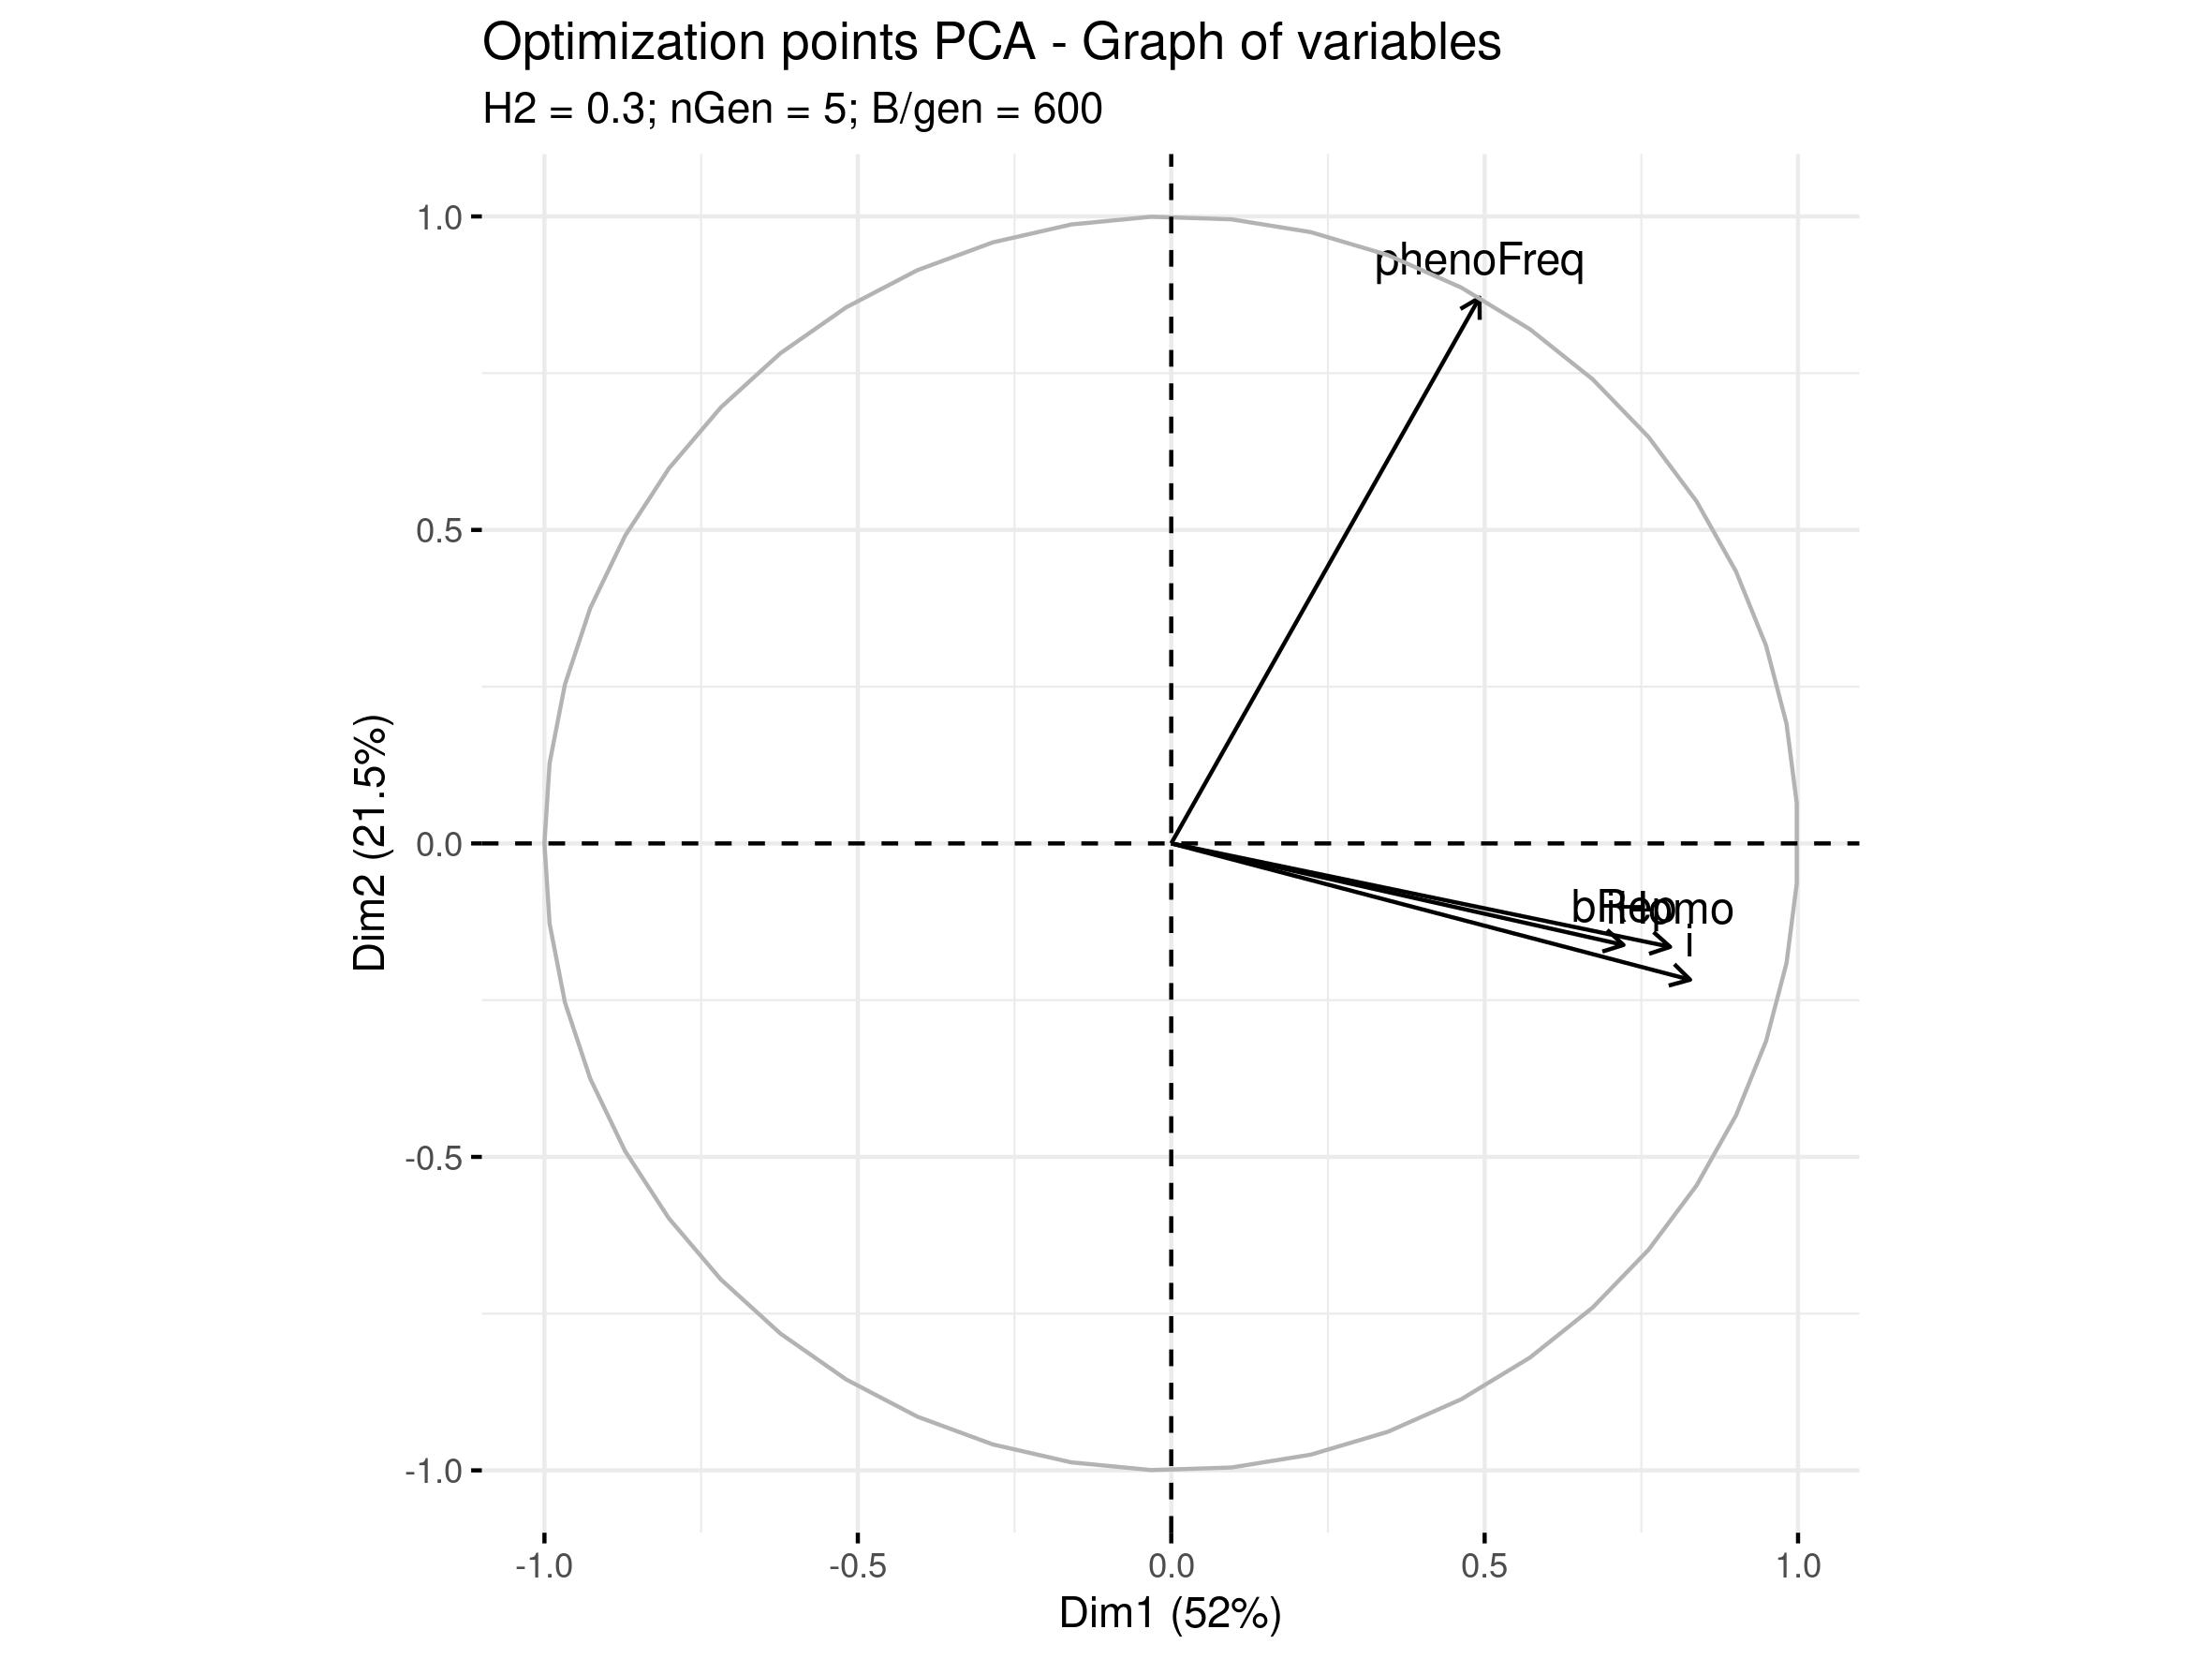 Optimization points PCA - Graph of variables
H2 = 0.3; nGen = 5; B/gen = 600
1.0
0.5
0.0
-0.5
-1.0
Dim2 (21.5%)
phenoFreq
bRep
i
-1.0
-0.5
0.0
0.5
1.0
Dim1 (52%)